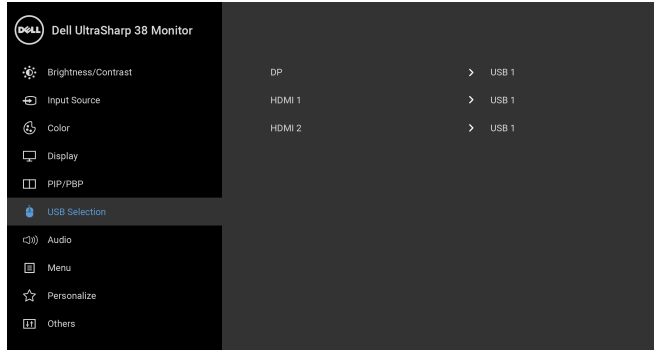 DELL Dell UltraSharp 38 Monitor
Brightness/Contrast
DP USB 1
Input Source
HDMI 1 USB 1
Color
HDMI 2 USB 1
Display
PIP/PBP
USB Selection
Audio
Menu
Personalize
Others